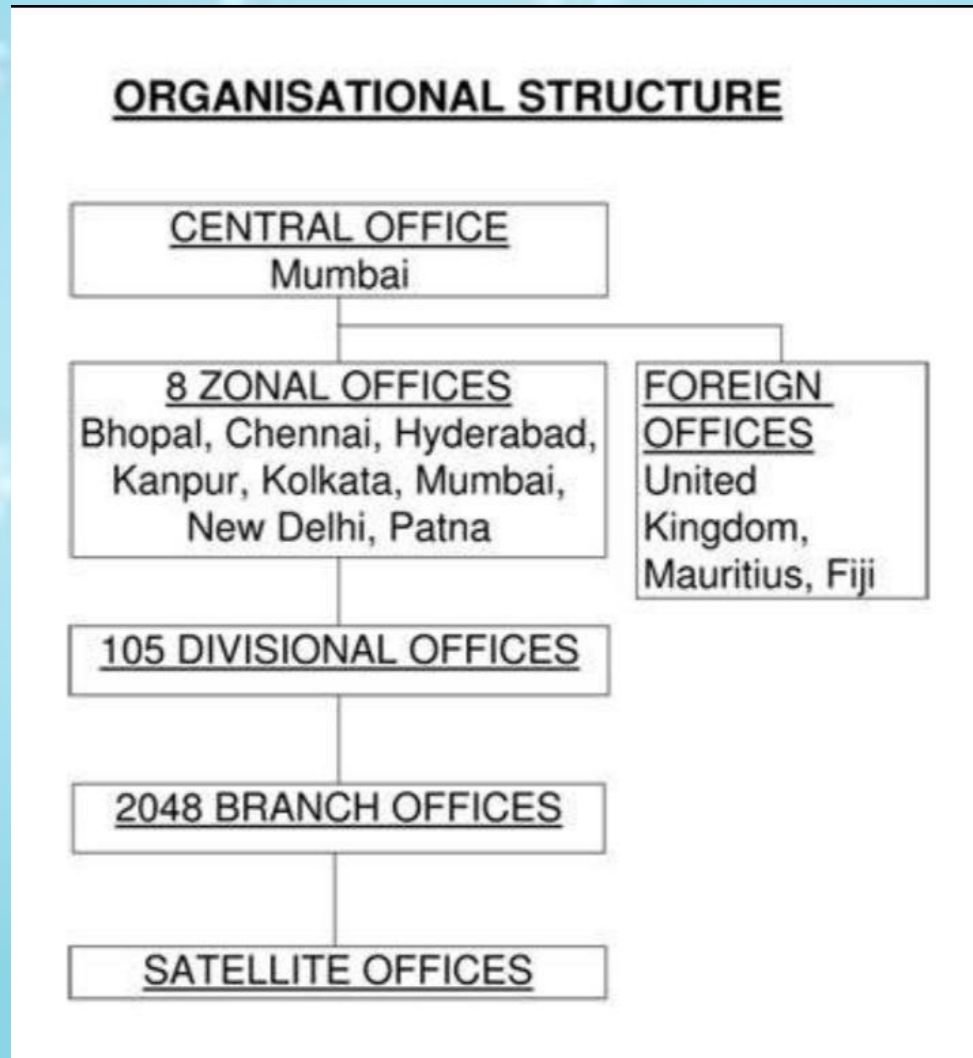 ORGANISATIONAL STRUCTURE
CENTRAL OFFICE
Mumbai
8 ZONAL OFFICES
Bhopal, Chennai, Hyderabad,
Kanpur, Kolkata, Mumbai,
New Delhi, Patna
FOREIGN
OFFICES
United
Kingdom,
Mauritius, Fiji
105 DIVISIONAL OFFICES
2048 BRANCH OFFICES
SATELLITE OFFICES